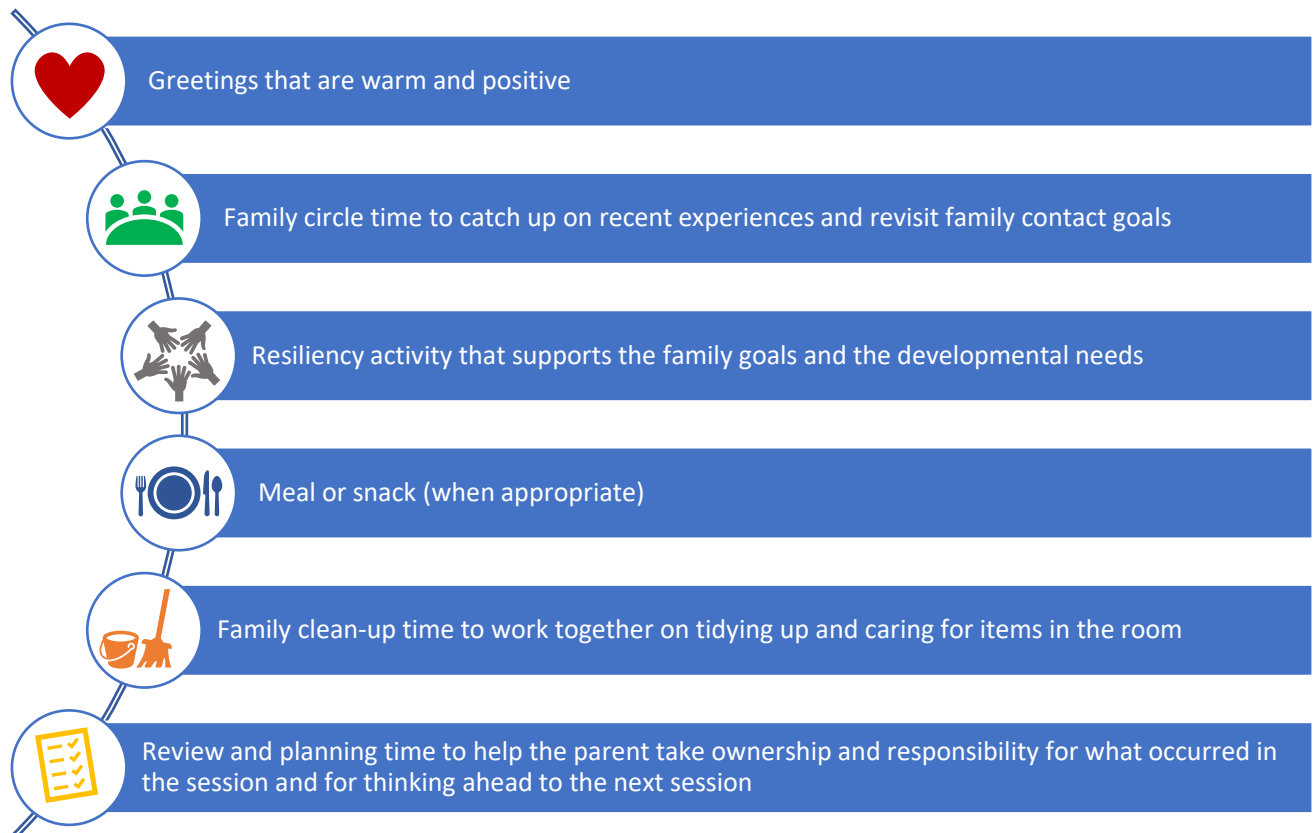 Greetings that are warm and positive
Family circle time to catch up on recent experiences and revisit family contact goals
Resiliency activity that supports the family goals and the developmental needs
Meal or snack (when appropriate)
Family clean-up time to work together on tidying up and caring for items in the room
Review and planning time to help the parent take ownership and responsibility for what occurred in
the session and for thinking ahead to the next session